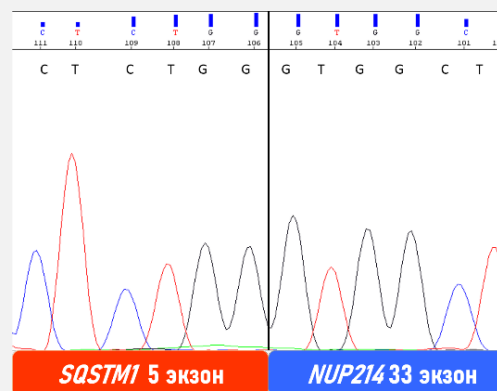 C T C T G G G T G G C
111 110 109 108 107 106 105 104 103 102 101
C T C T G G G T G G C T
SQSTM1 5 экзон NUP214 33 экзон